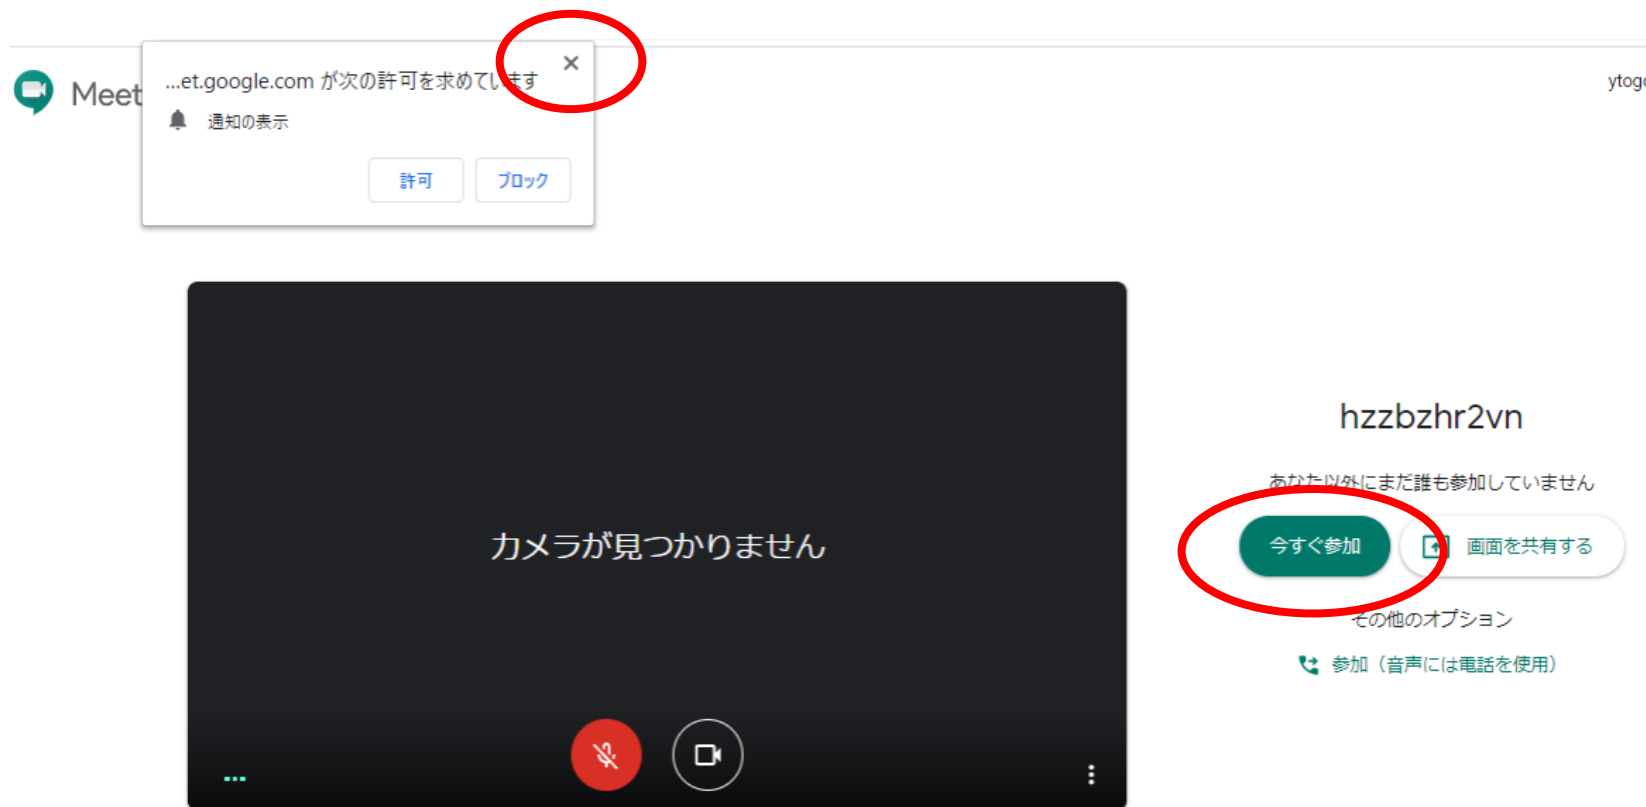 ...et.google.com が次の許可を求めています
通知の表示
許可 ブロック
Meet
ytogo
カメラが見つかりません
hzzbzhr2vn
あなた以外にまだ誰も参加していません
今すぐ参加 画面を共有する
その他のオプション
参加（音声には電話を使用）